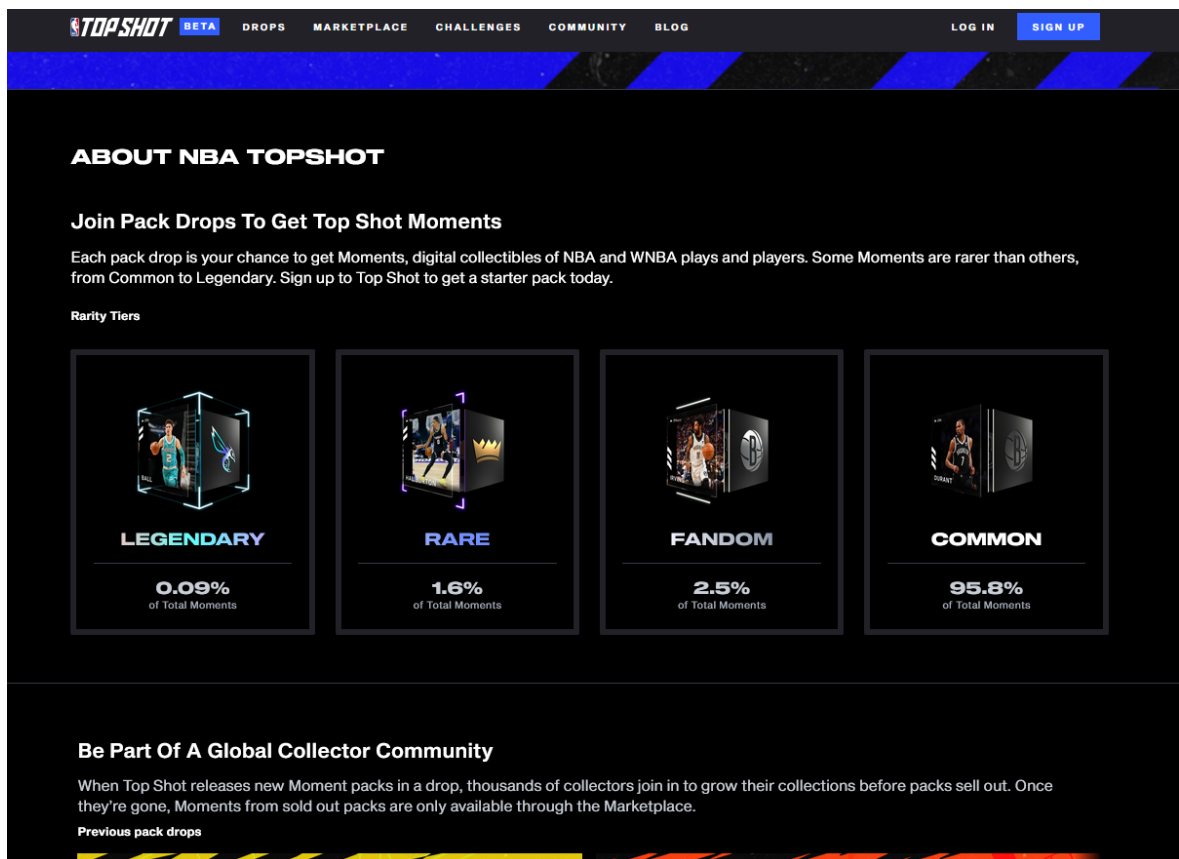 TOP SHOT BETA DROPS MARKETPLACE CHALLENGES COMMUNITY BLOG LOG IN SIGN UP
ABOUT NBA TOPSHOT
Join Pack Drops To Get Top Shot Moments
Each pack drop is your chance to get Moments, digital collectibles of NBA and WNBA plays and players. Some Moments are rarer than others,
from Common to Legendary. Sign up to Top Shot to get a starter pack today.
Rarity Tiers
BALL
LEGENDARY
0.09%
of Total Moments
HALIBURTON
RARE
1.6%
of Total Moments
IRVING
FANDOM
2.5%
of Total Moments
DURANT
COMMON
95.8%
of Total Moments
Be Part Of A Global Collector Community
When Top Shot releases new Moment packs in a drop, thousands of collectors join in to grow their collections before packs sell out. Once
they're gone, Moments from sold out packs are only available through the Marketplace.
Previous pack drops